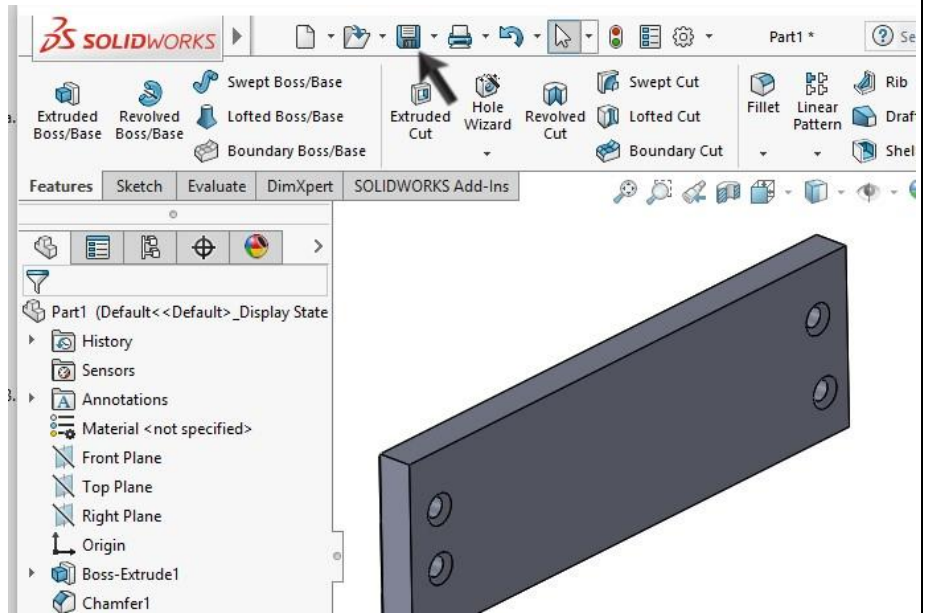 SOLIDWORKS
Part1 *
Se
Extruded Boss/Base
Revolved Boss/Base
Swept Boss/Base
Lofted Boss/Base
Boundary Boss/Base
Extruded Cut
Hole Wizard
Revolved Cut
Swept Cut
Lofted Cut
Boundary Cut
Fillet
Linear Pattern
Rib
Draf
Shel
Features Sketch Evaluate DimXpert SOLIDWORKS Add-Ins
Part1 (Default<<Default>_Display State
History
Sensors
A Annotations
Material <not specified>
Front Plane
Top Plane
Right Plane
Origin
Boss-Extrude1
Chamfer1